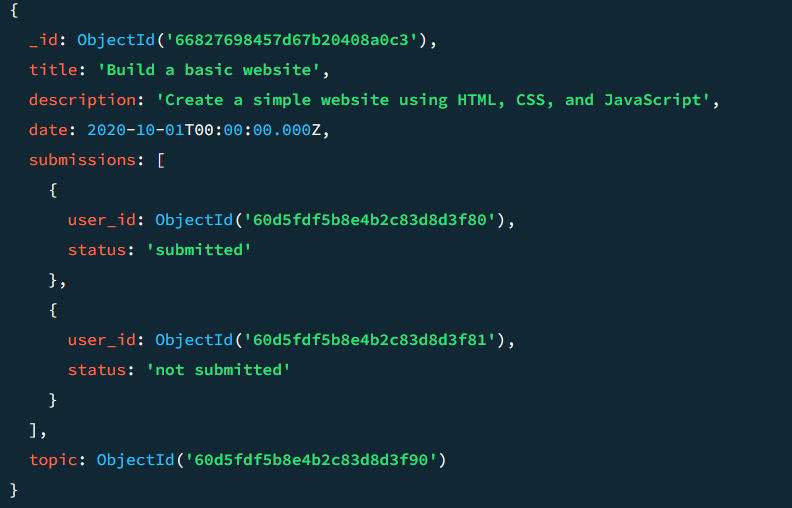 {
_id: ObjectId('66827698457d67b20408a0c3'),
title: 'Build a basic website',
description: 'Create a simple website using HTML, CSS, and JavaScript',
date: 2020-10-01T00:00:00.000Z,
submissions: [
{
user_id: ObjectId('60d5fdf5b8e4b2c83d8d3f80'),
status: 'submitted'
},
{
user_id: ObjectId('60d5fdf5b8e4b2c83d8d3f81'),
status: 'not submitted'
}
],
topic: ObjectId('60d5fdf5b8e4b2c83d8d3f90')
}